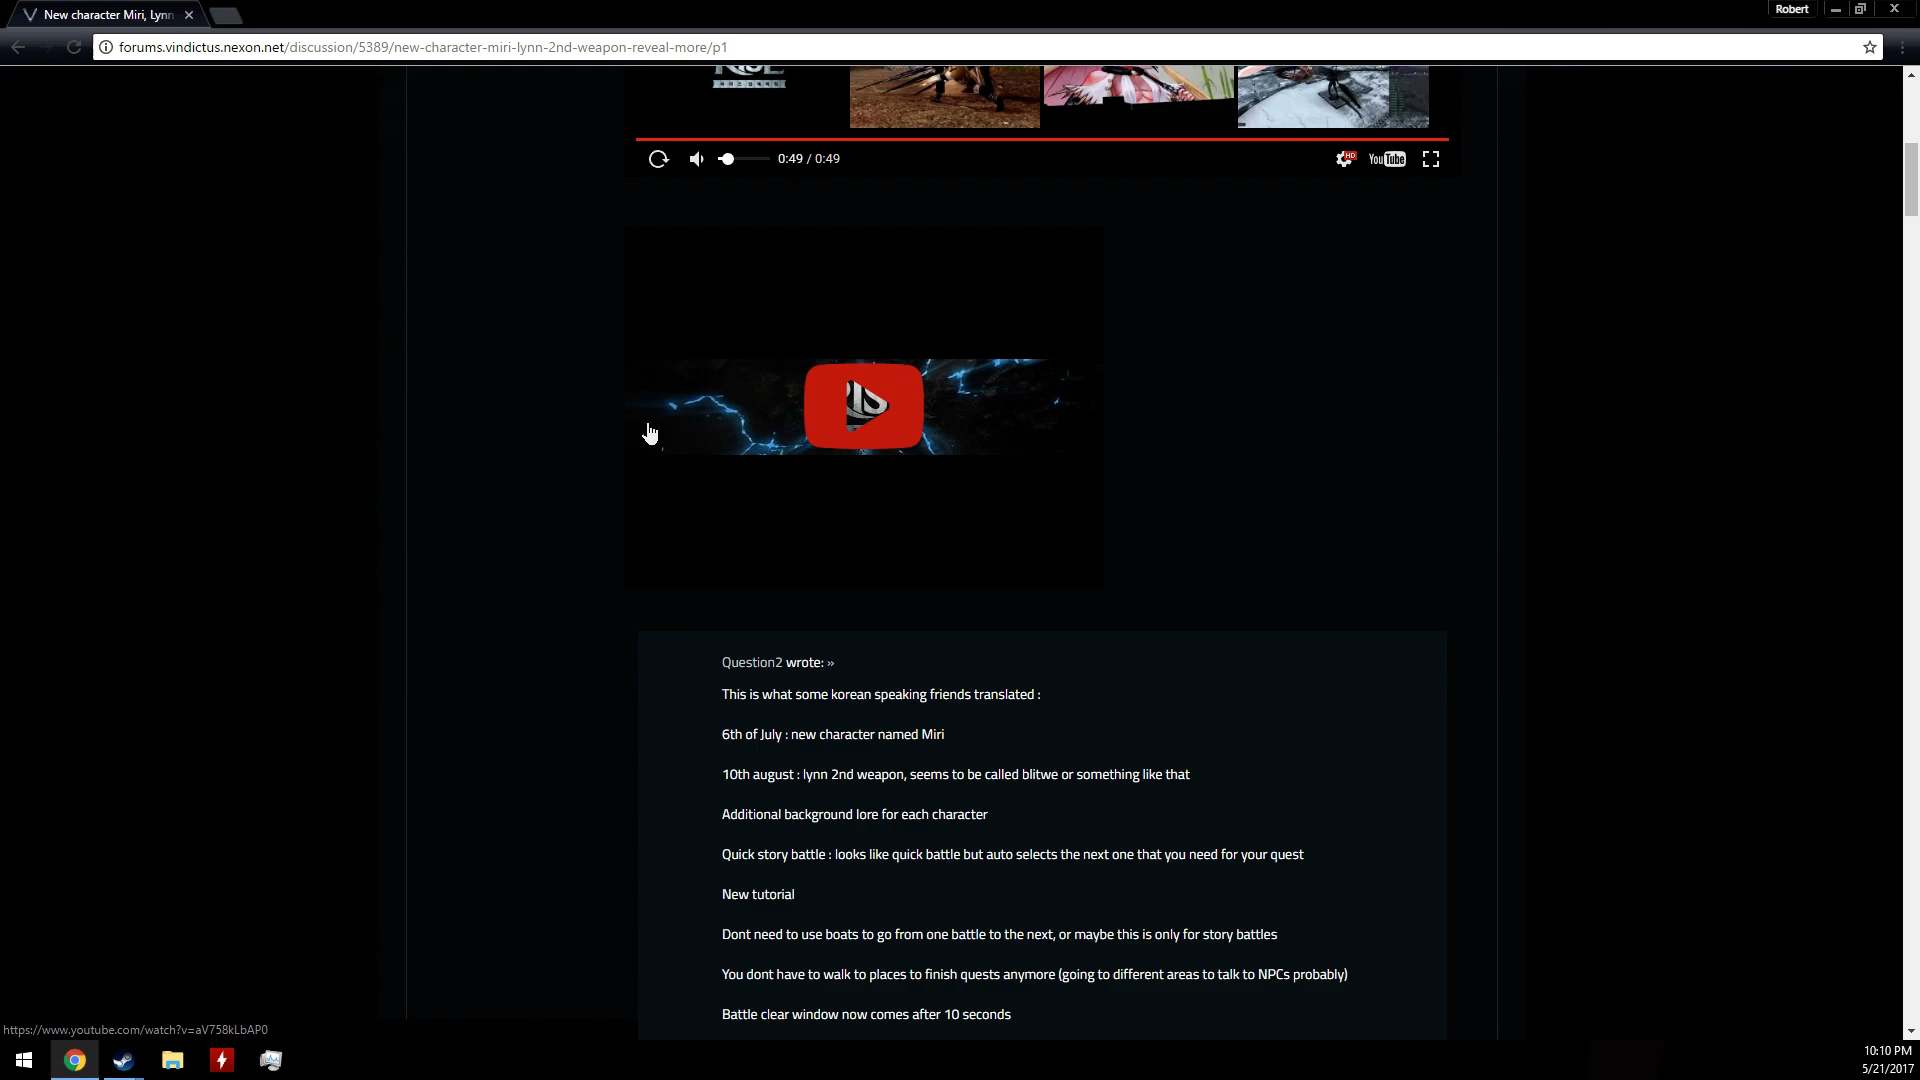 New character Miri, Lynn
Robert
forums.vindictus.nexon.net/discussion/5389/new-character-miri-lynn-2nd-weapon-reveal-more/p1
0:49 / 0:49
HD
YouTube
Question2 wrote: »
This is what some korean speaking friends translated :
6th of July : new character named Miri
10th august : lynn 2nd weapon, seems to be called blitwe or something like that
Additional background lore for each character
Quick story battle : looks like quick battle but auto selects the next one that you need for your quest
New tutorial
Dont need to use boats to go from one battle to the next, or maybe this is only for story battles
You dont have to walk to places to finish quests anymore (going to different areas to talk to NPCs probably)
Battle clear window now comes after 10 seconds
https://www.youtube.com/watch?v=aV758kLbAP0
10:10 PM
5/21/2017